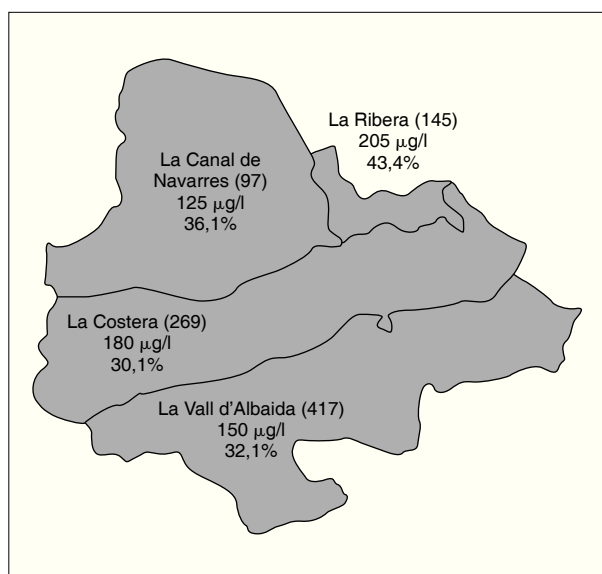 La Ribera (145)
205 μg/l
43,4%
La Canal de
Navarres (97)
125 μg/l
36,1%
La Costera (269)
180 μg/l
30,1%
La Vall d'Albaida (417)
150 μg/l
32,1%